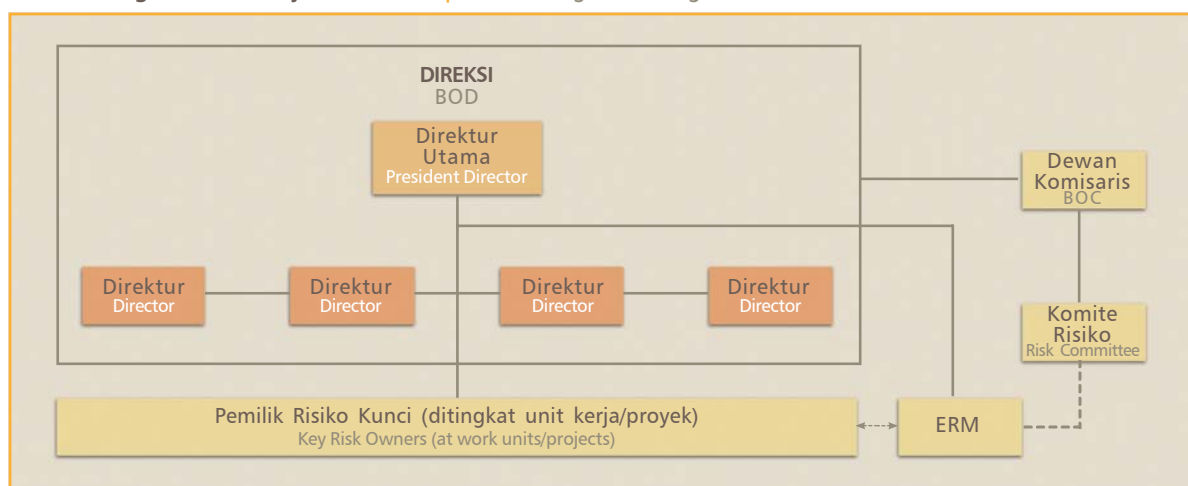 DIREKSI
BOD
Direktur
Utama
President Director
Dewan
Komisaris
BOC
Direktur
Director
Direktur
Director
Direktur
Director
Direktur
Director
Komite
Risiko
Risk Committee
Pemilik Risiko Kunci (ditingkat unit kerja/proyek)
Key Risk Owners (at work units/projects)
ERM